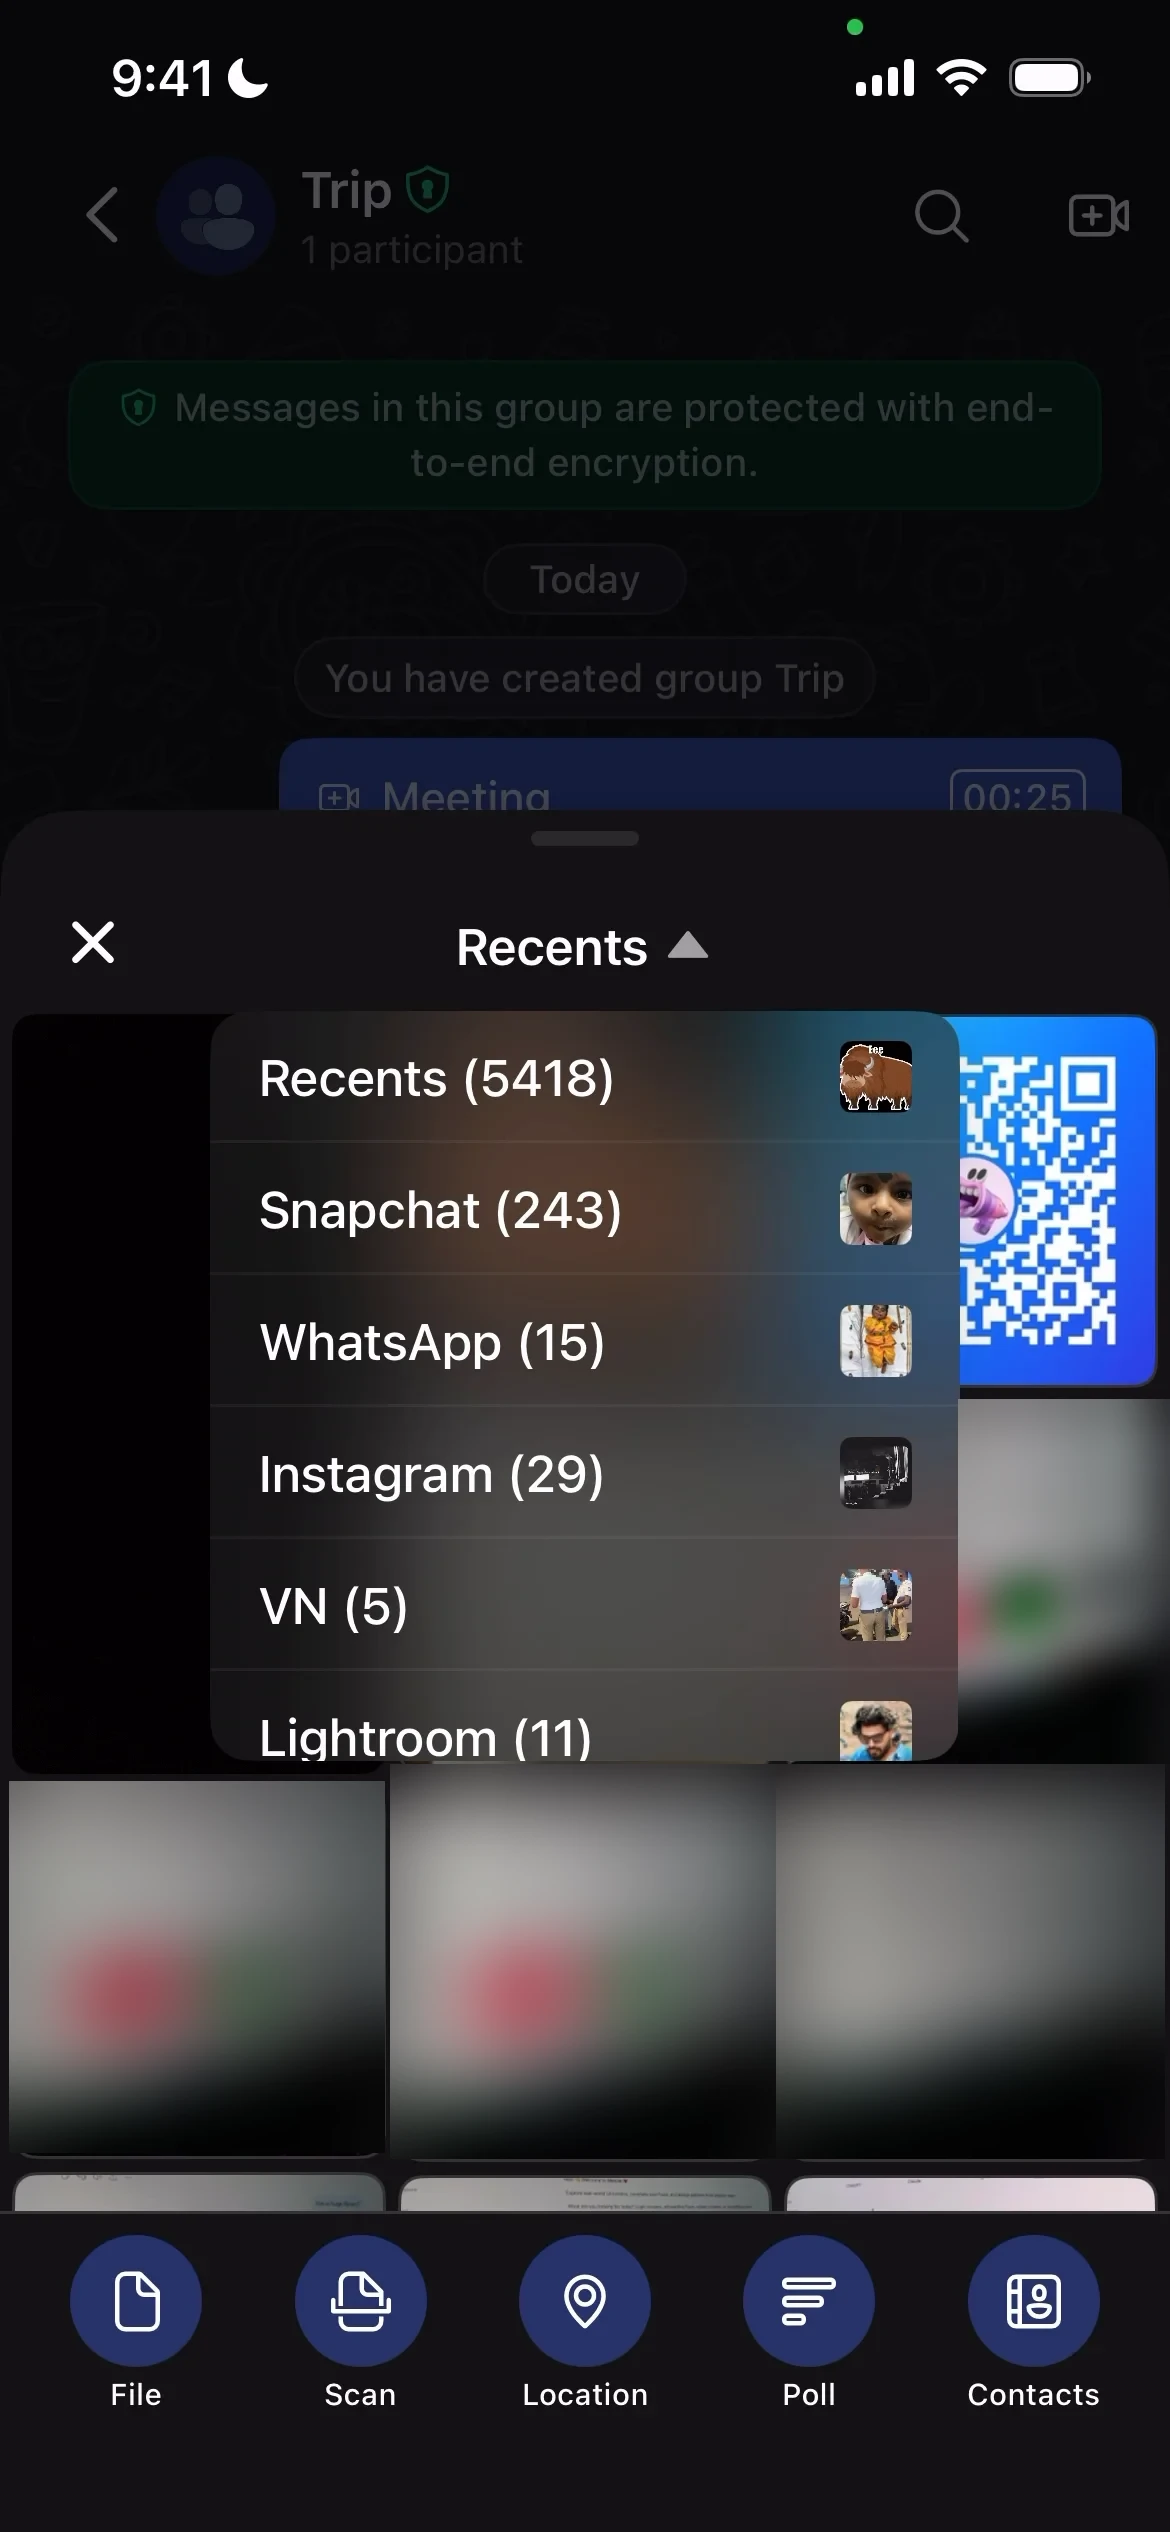 9:41
Trip
1 participant
Messages in this group are protected with end-
to-end encryption.
Today
You have created group Trip
Meeting
00:25
Recents
Recents (5418)
Snapchat (243)
WhatsApp (15)
Instagram (29)
VN (5)
Lightroom (11)
File
Scan
Location
Poll
Contacts